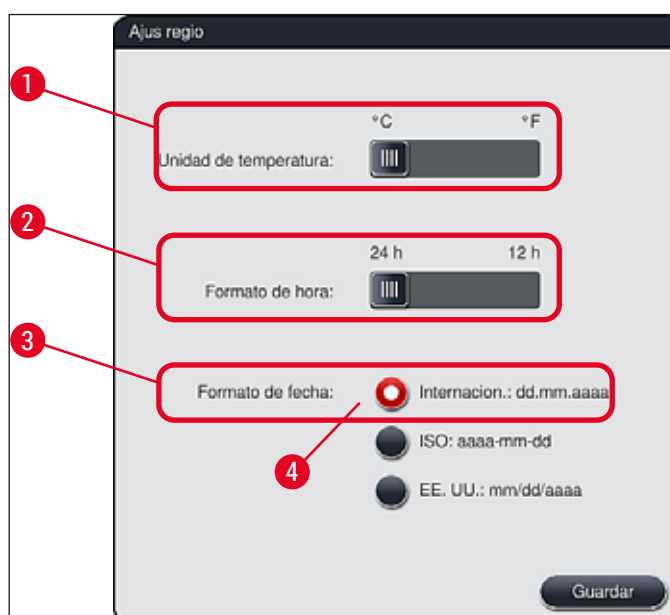 Ajus regio
1
°C °F
Unidad de temperatura:
2
24 h 12 h
Formato de hora:
3
Formato de fecha: Internacion.: dd.mm.aaaa
4
ISO: aaaa-mm-dd
EE. UU.: mm/dd/aaaa
Guardar